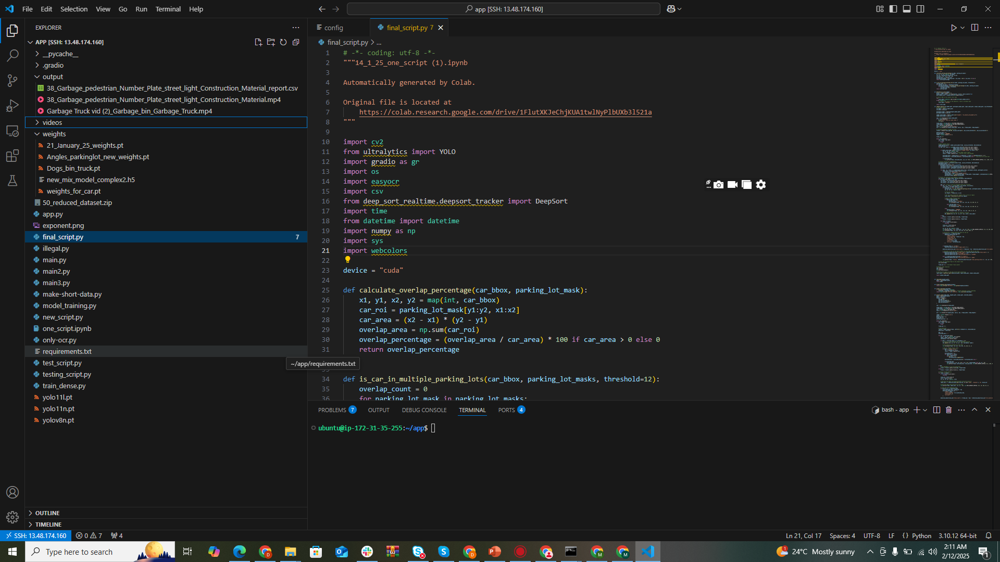 File Edit Selection View Go Run Terminal Help
app [SSH: 13.48.174.160]
EXPLORER
APP [SSH: 13.48.174.160]
__pycache__
.gradio
output
38_Garbage_pedestrian_Number_Plate_street_light_Construction_Material_report.csv
38_Garbage_pedestrian_Number_Plate_street_light_Construction_Material.mp4
Garbage Truck vid (2)_Garbage_bin_Garbage_Truck.mp4
videos
weights
21_January_25_weights.pt
Angles_parkinglot_new_weights.pt
Dogs_bin_truck.pt
new_mix_model_complex2.h5
weights_for_car.pt
50_reduced_dataset.zip
app.py
exponent.png
final_script.py 7
illegal.py
main.py
main2.py
main3.py
make-short-data.py
model_training.py
new_script.py
one_script.ipynb
only-ocr.py
requirements.txt
~/app/requirements.txt
test_script.py
testing_script.py
train_dense.py
yolo11l.pt
yolo11n.pt
yolov8n.pt
OUTLINE
TIMELINE
config
final_script.py 7
final_script.py > ...
1 # -*- coding: utf-8 -*-
2 """14_1_25_one_script (1).ipynb
3
4 Automatically generated by Colab.
5
6 Original file is located at
7 https://colab.research.google.com/drive/1FlutXKJeChjKUA1twlNyPlbUXb3l521a
8 """
9
10 import cv2
11 from ultralytics import YOLO
12 import gradio as gr
13 import os
14 import easyocr
15 import csv
16 from deep_sort_realtime.deepsort_tracker import DeepSort
17 import time
18 from datetime import datetime
19 import numpy as np
20 import sys
21 import webcolors
22
23 device = "cuda"
24
25 def calculate_overlap_percentage(car_bbox, parking_lot_mask):
26 x1, y1, x2, y2 = map(int, car_bbox)
27 car_roi = parking_lot_mask[y1:y2, x1:x2]
28 car_area = (x2 - x1) * (y2 - y1)
29 overlap_area = np.sum(car_roi)
30 overlap_percentage = (overlap_area / car_area) * 100 if car_area > 0 else 0
31 return overlap_percentage
34 def is_car_in_multiple_parking_lots(car_bbox, parking_lot_masks, threshold=12):
35 overlap_count = 0
36 for parking_lot_mask in parking_lot_masks:
PROBLEMS 7 OUTPUT DEBUG CONSOLE TERMINAL PORTS 4
bash - app
ubuntu@ip-172-31-35-255:~/app$
SSH: 13.48.174.160 0 7 4
Ln 21, Col 17 Spaces: 4 UTF-8 LF {} Python 3.10.12 64-bit
Type here to search
24°C Mostly sunny
2:11 AM
2/12/2025